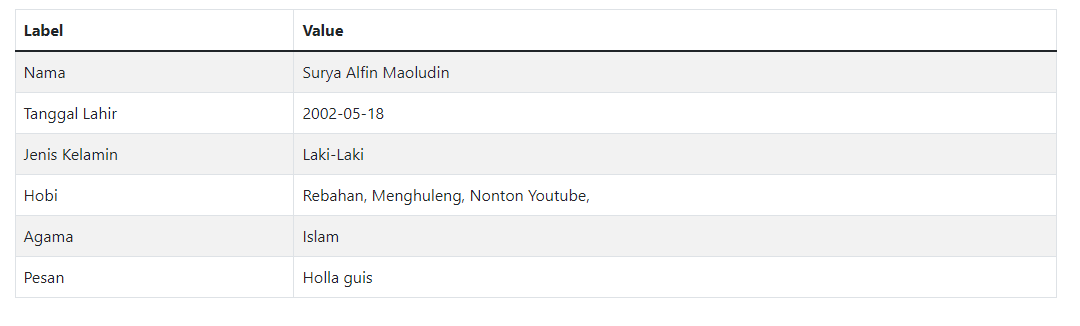 Label Value
Nama Surya Alfin Maoludin
Tanggal Lahir 2002-05-18
Jenis Kelamin Laki-Laki
Hobi Rebahan, Menghuleng, Nonton Youtube,
Agama Islam
Pesan Holla guis